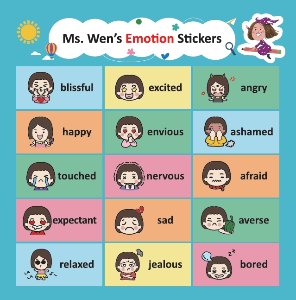 Ms. Wen's Emotion Stickers
blissful excited angry
happy envious ashamed
touched nervous afraid
expectant sad averse
relaxed jealous bored